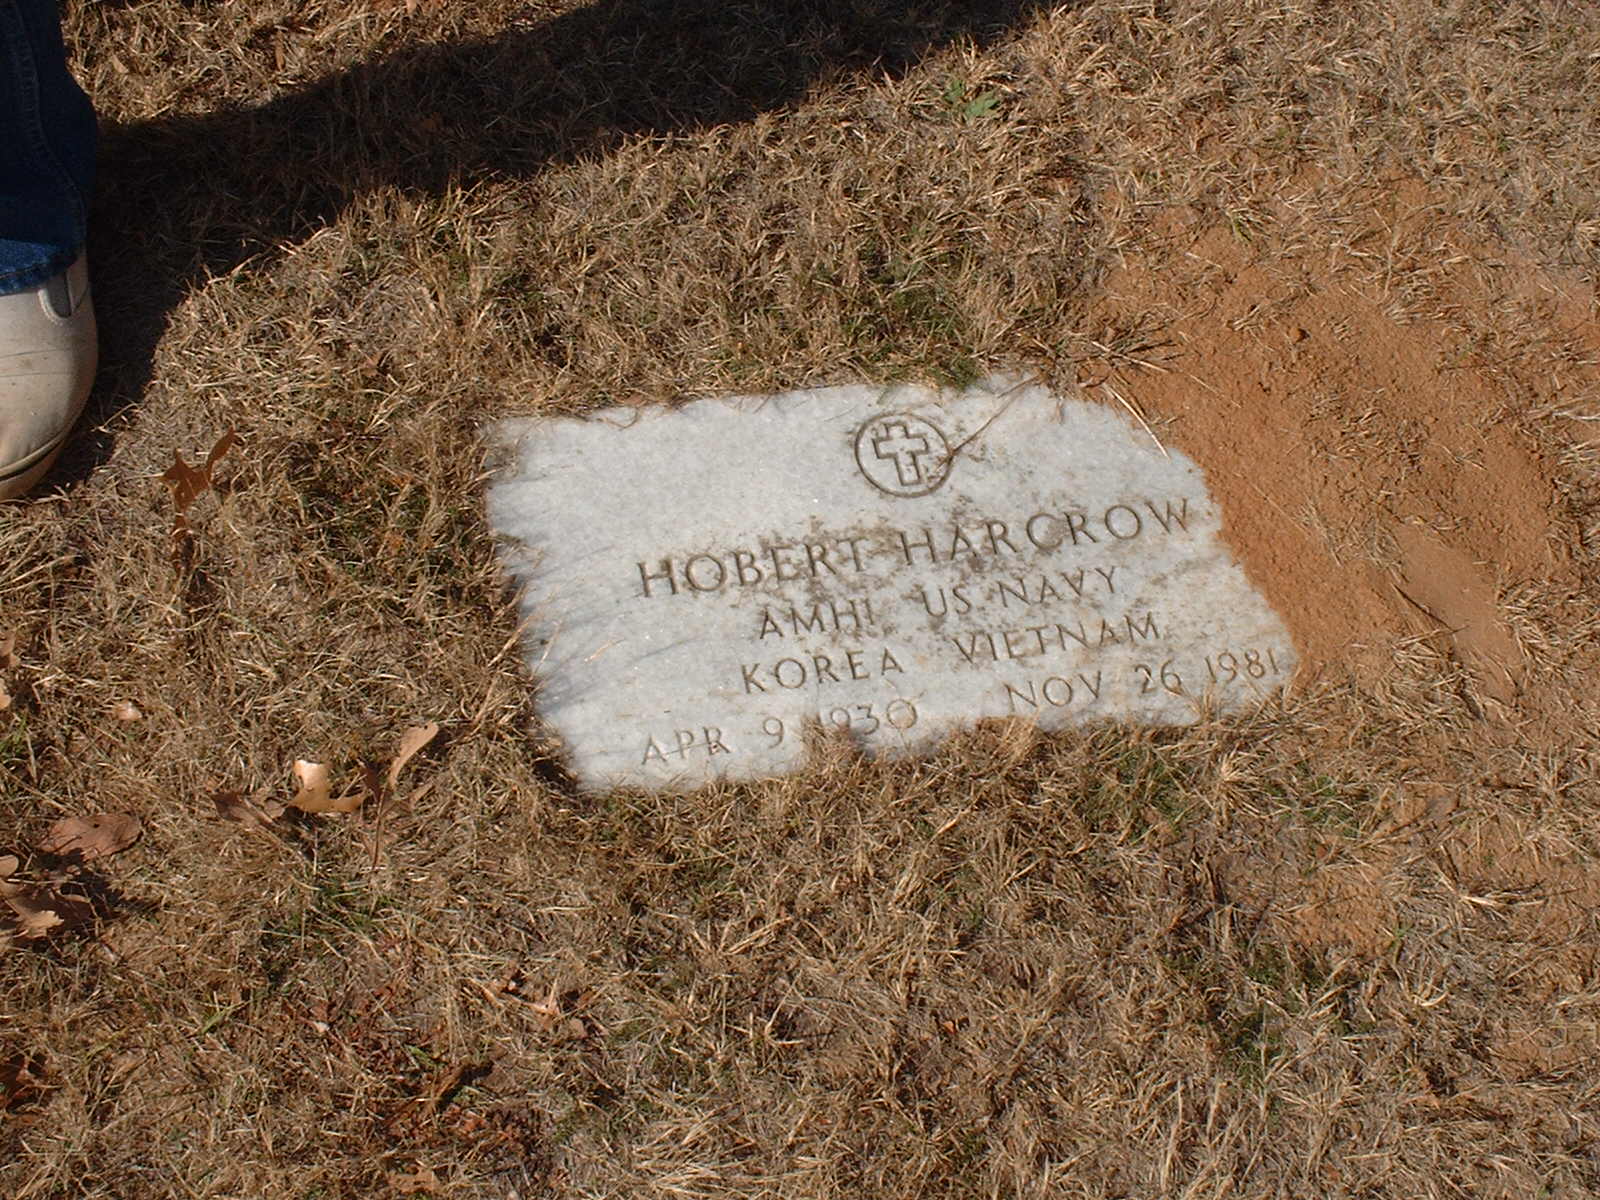 HOBERT HARCROW
AMH1 US NAVY
KOREA VIETNAM
APR 9 1930 NOV 26 1981